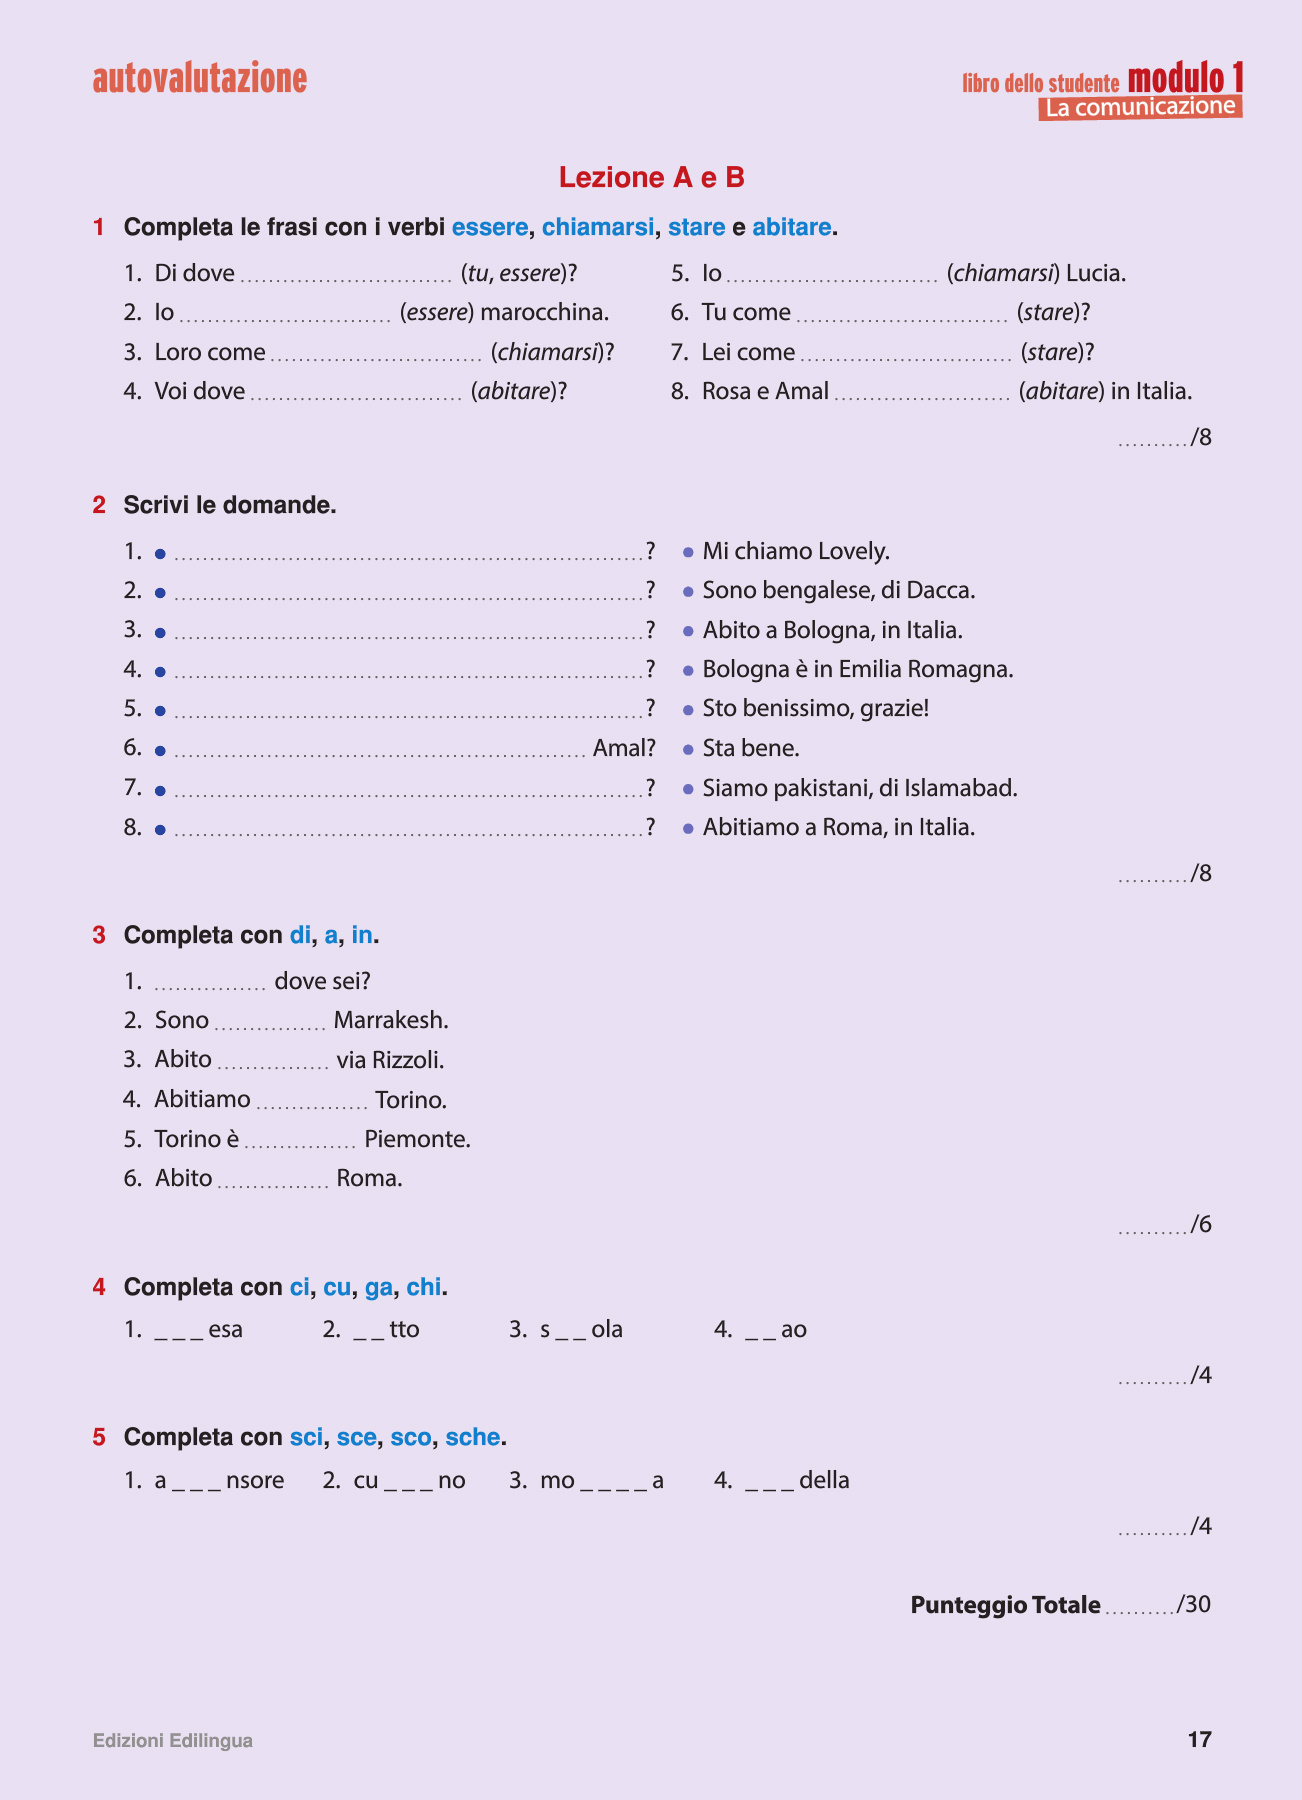 autovalutazione
libro dello studente modulo 1
La comunicazione
Lezione A e B
1 Completa le frasi con i verbi essere, chiamarsi, stare e abitare.
1. Di dove .............................. (tu, essere)?
2. Io .............................. (essere) marocchina.
3. Loro come .............................. (chiamarsi)?
4. Voi dove .............................. (abitare)?
5. Io .............................. (chiamarsi) Lucia.
6. Tu come .............................. (stare)?
7. Lei come .............................. (stare)?
8. Rosa e Amal ......................... (abitare) in Italia.
........../8
2 Scrivi le domande.
1. • ..................................................................? • Mi chiamo Lovely.
2. • ..................................................................? • Sono bengalese, di Dacca.
3. • ..................................................................? • Abito a Bologna, in Italia.
4. • ..................................................................? • Bologna è in Emilia Romagna.
5. • ..................................................................? • Sto benissimo, grazie!
6. • .......................................................... Amal? • Sta bene.
7. • ..................................................................? • Siamo pakistani, di Islamabad.
8. • ..................................................................? • Abitiamo a Roma, in Italia.
........../8
3 Completa con di, a, in.
1. ................ dove sei?
2. Sono ................ Marrakesh.
3. Abito ................ via Rizzoli.
4. Abitiamo ................ Torino.
5. Torino è ................ Piemonte.
6. Abito ................ Roma.
........../6
4 Completa con ci, cu, ga, chi.
1. _ _ _ esa 2. _ _ tto 3. s _ _ ola 4. _ _ ao
........../4
5 Completa con sci, sce, sco, sche.
1. a _ _ _ nsore 2. cu _ _ _ no 3. mo _ _ _ _ a 4. _ _ _ della
........../4
Punteggio Totale ........../30
Edizioni Edilingua 17